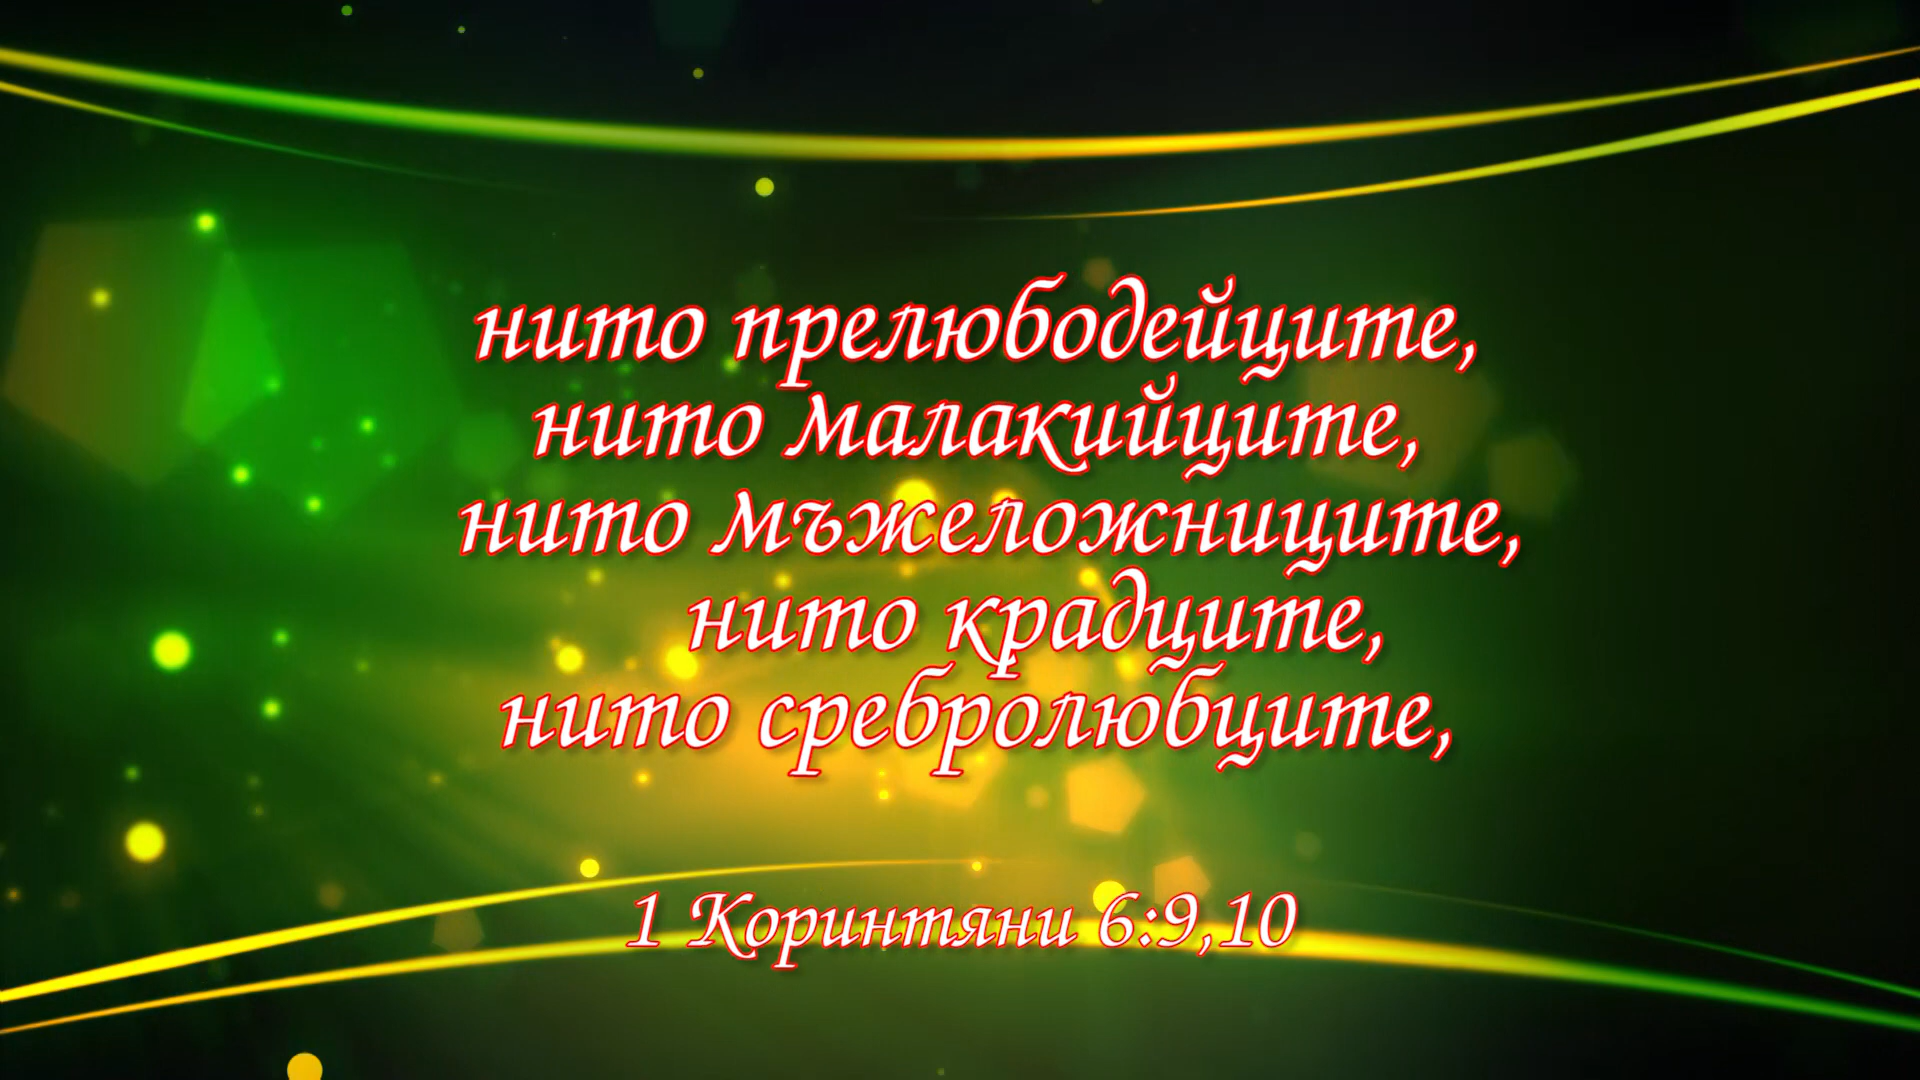 нито прелюбодейците,
нито малакийците,
нито мъжеложниците,
нито крадците,
нито сребролюбците,
1 Коринтяни 6:9,10